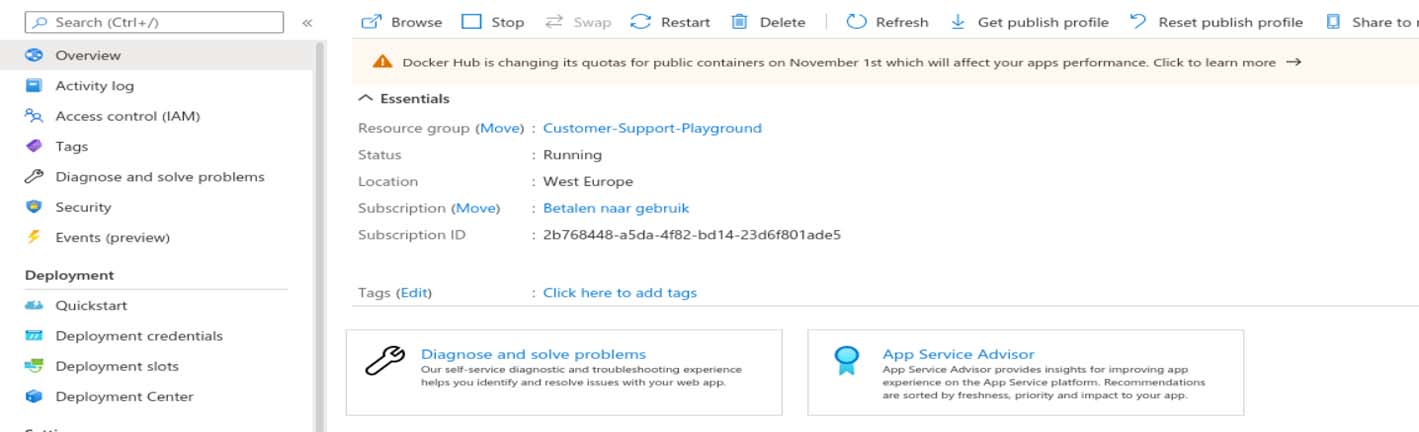 Search (Ctrl+/)
«
Overview
Activity log
Access control (IAM)
Tags
Diagnose and solve problems
Security
Events (preview)
Deployment
Quickstart
Deployment credentials
Deployment slots
Deployment Center
Browse Stop Swap Restart Delete Refresh Get publish profile Reset publish profile Share to
Docker Hub is changing its quotas for public containers on November 1st which will affect your apps performance. Click to learn more →
Essentials
Resource group (Move) : Customer-Support-Playground
Status : Running
Location : West Europe
Subscription (Move) : Betalen naar gebruik
Subscription ID : 2b768448-a5da-4f82-bd14-23d6f801ade5
Tags (Edit) : Click here to add tags
Diagnose and solve problems
Our self-service diagnostic and troubleshooting experience
helps you identify and resolve issues with your web app.
App Service Advisor
App Service Advisor provides insights for improving app
experience on the App Service platform. Recommendations
are sorted by freshness, priority and impact to your app.